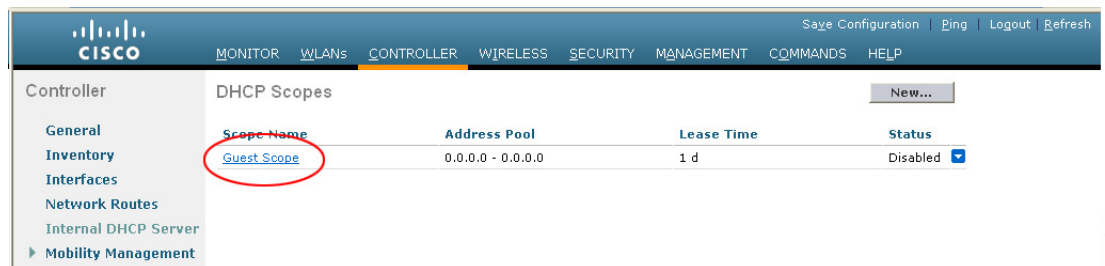 Save Configuration | Ping | Logout | Refresh
CISCO
MONITOR WLANs CONTROLLER WIRELESS SECURITY MANAGEMENT COMMANDS HELP
Controller
DHCP Scopes
New...
General
Inventory
Interfaces
Network Routes
Internal DHCP Server
Mobility Management
Scope Name Address Pool Lease Time Status
Guest Scope 0.0.0.0 - 0.0.0.0 1 d Disabled